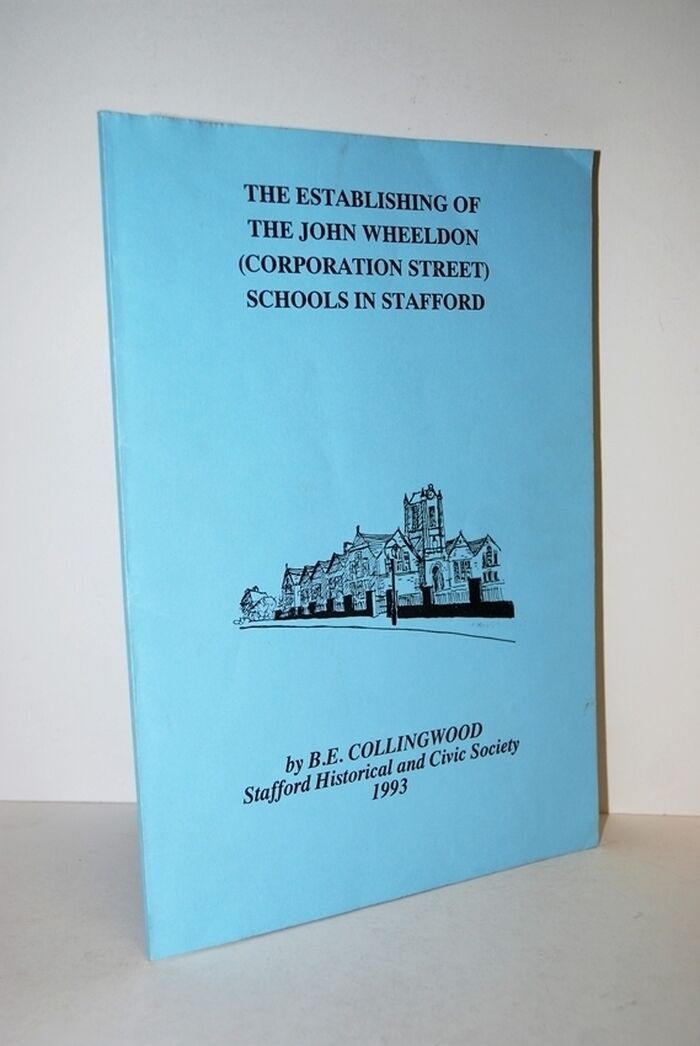 THE ESTABLISHING OF
THE JOHN WHEELDON
(CORPORATION STREET)
SCHOOLS IN STAFFORD
by B.E. COLLINGWOOD
Stafford Historical and Civic Society
1993